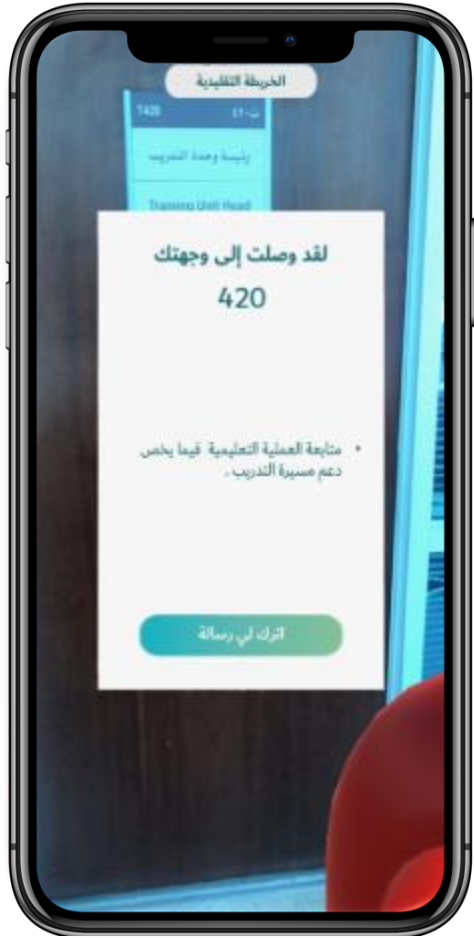 الخريطة التقليدية
T420
رئيسة وحدة التدريب
Training Unit Head
لقد وصلت إلى وجهتك
420
• متابعة العملية التعليمية فيما يخص
دعم مسيرة التدريب .
اترك لي رسالة